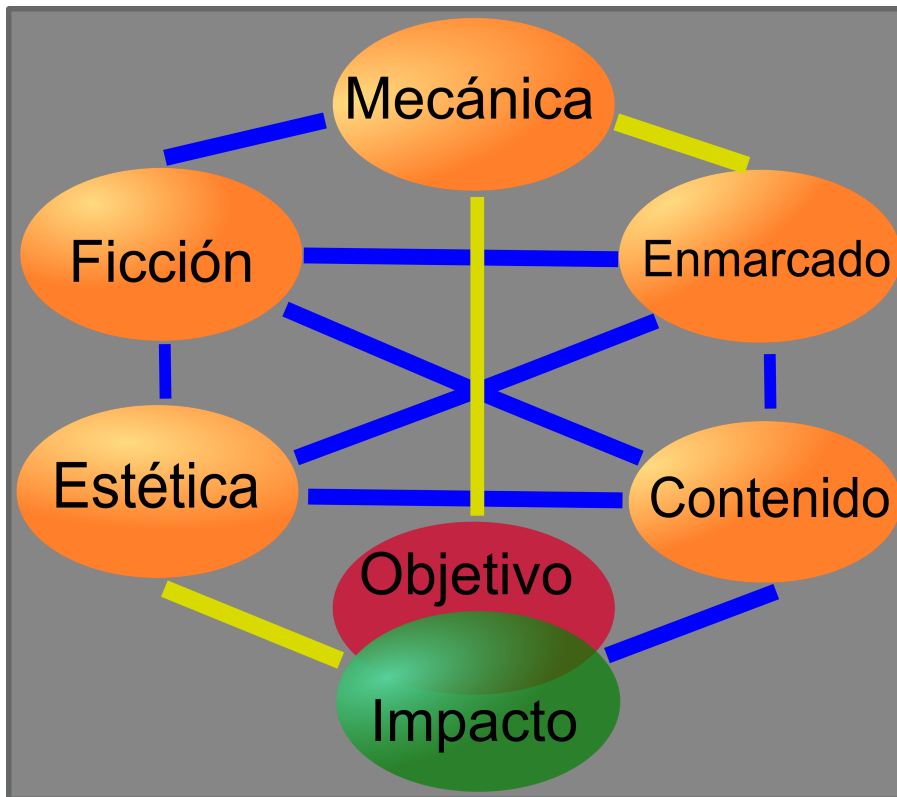 Mecánica
Ficción
Enmarcado
Estética
Contenido
Objetivo
Impacto